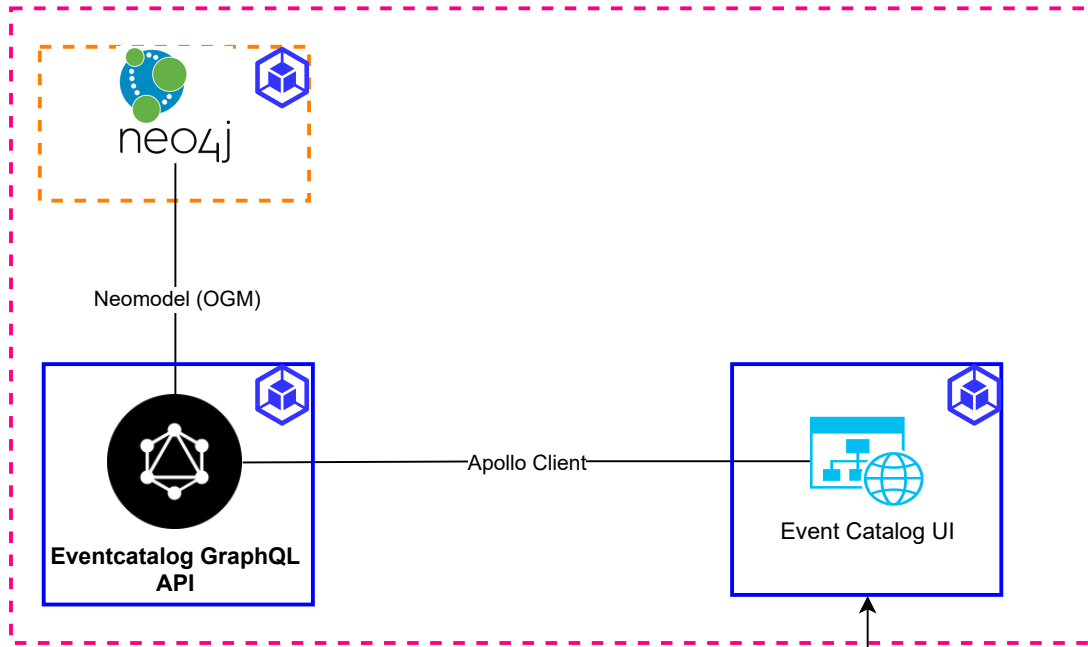 neo4j
Neomodel (OGM)
Apollo Client
Eventcatalog GraphQL
API
Event Catalog UI